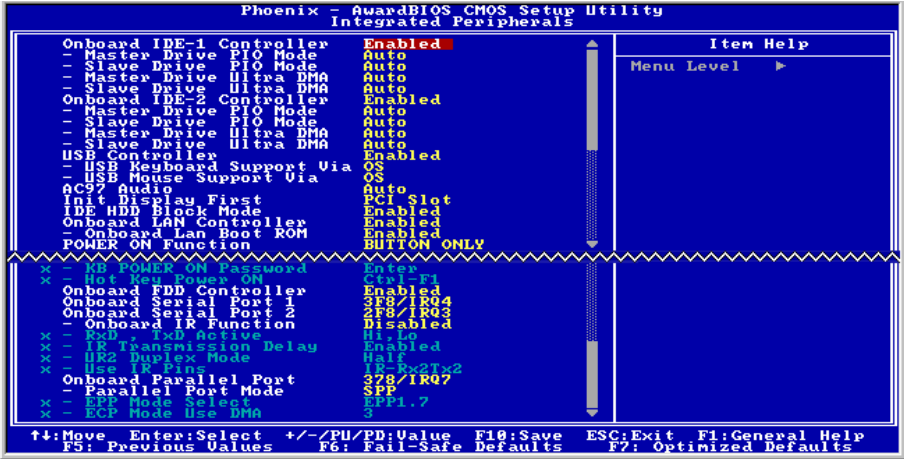 Phoenix - AwardBIOS CMOS Setup Utility
Integrated Peripherals
Onboard IDE-1 Controller Enabled
- Master Drive PIO Mode Auto
- Slave Drive PIO Mode Auto
- Master Drive Ultra DMA Auto
- Slave Drive Ultra DMA Auto
Onboard IDE-2 Controller Enabled
- Master Drive PIO Mode Auto
- Slave Drive PIO Mode Auto
- Master Drive Ultra DMA Auto
- Slave Drive Ultra DMA Auto
USB Controller Enabled
- USB Keyboard Support Via OS
- USB Mouse Support Via OS
AC97 Audio Auto
Init Display First PCI Slot
IDE HDD Block Mode Enabled
Onboard LAN Controller Enabled
- Onboard Lan Boot ROM Enabled
POWER ON Function BUTTON ONLY
x - KB POWER ON Password Enter
x - Hot Key Power ON Ctrl-F1
Onboard FDD Controller Enabled
Onboard Serial Port 1 3F8/IRQ4
Onboard Serial Port 2 2F8/IRQ3
- Onboard IR Function Disabled
x - RxD , TxD Active Hi,Lo
x - IR Transmission Delay Enabled
x - UR2 Duplex Mode Half
x - Use IR Pins IR-Rx2Tx2
Onboard Parallel Port 378/IRQ7
- Parallel Port Mode SPP
x - EPP Mode Select EPP1.7
x - ECP Mode Use DMA 3
Item Help
Menu Level ►
↑↓:Move Enter:Select +/-/PU/PD:Value F10:Save ESC:Exit F1:General Help
F5: Previous Values F6: Fail-Safe Defaults F7: Optimized Defaults